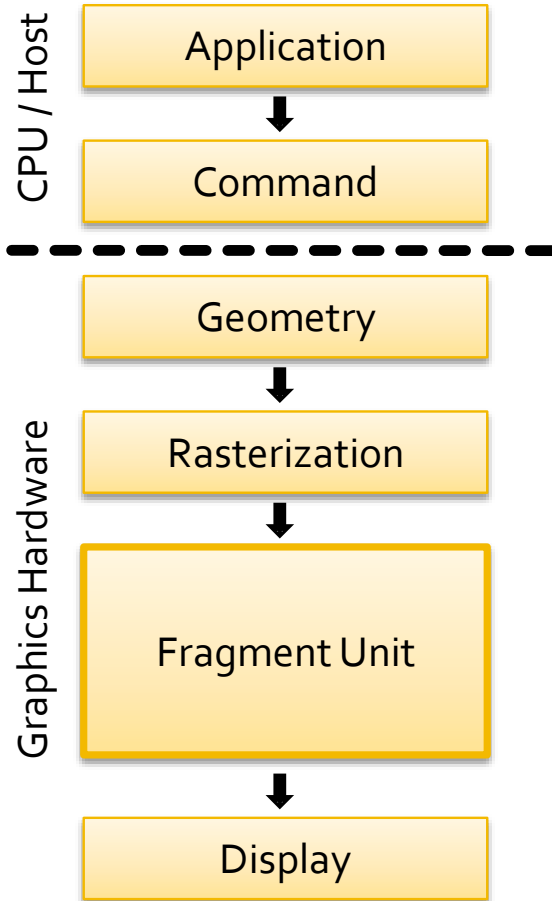 CPU / Host
Application
Command
Graphics Hardware
Geometry
Rasterization
Fragment Unit
Display